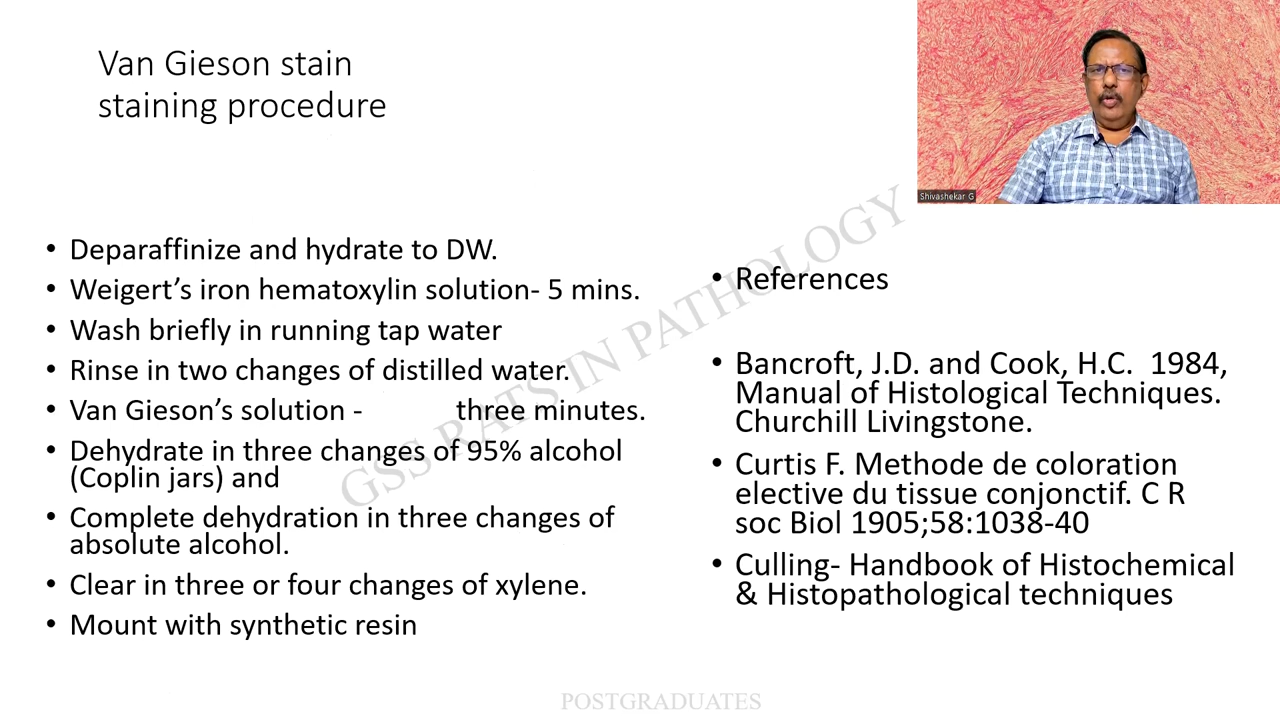 Van Gieson stain
staining procedure
Shivashekar G
• Deparaffinize and hydrate to DW.
• Weigert’s iron hematoxylin solution- 5 mins.
• Wash briefly in running tap water
• Rinse in two changes of distilled water.
• Van Gieson’s solution - three minutes.
• Dehydrate in three changes of 95% alcohol
(Coplin jars) and
• Complete dehydration in three changes of
absolute alcohol.
• Clear in three or four changes of xylene.
• Mount with synthetic resin
• References
• Bancroft, J.D. and Cook, H.C. 1984,
Manual of Histological Techniques.
Churchill Livingstone.
• Curtis F. Methode de coloration
elective du tissue conjonctif. C R
soc Biol 1905;58:1038-40
• Culling- Handbook of Histochemical
& Histopathological techniques
GSS RATS IN PATHOLOGY
POSTGRADUATES